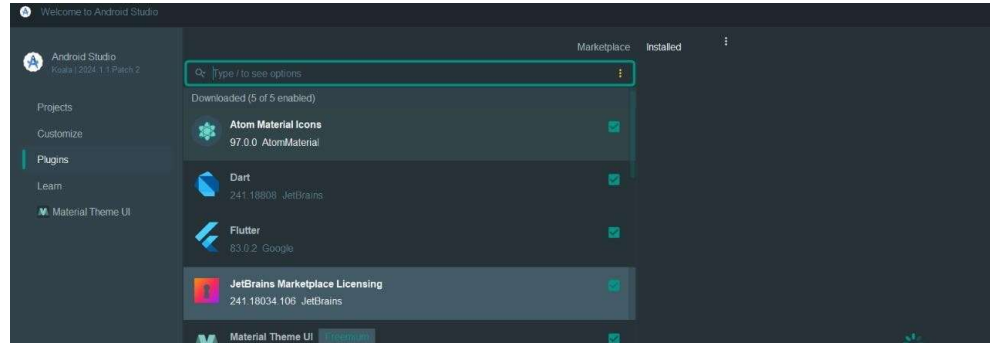 Welcome to Android Studio
Android Studio
Koala | 2024.1.1 Patch 2
Projects
Customize
Plugins
Learn
Material Theme UI
Marketplace Installed
Type / to see options
Downloaded (5 of 5 enabled)
Atom Material Icons
97.0.0 AtomMaterial
Dart
241.18808 JetBrains
Flutter
83.0.2 Google
JetBrains Marketplace Licensing
241.18034.106 JetBrains
Material Theme UI Freemium